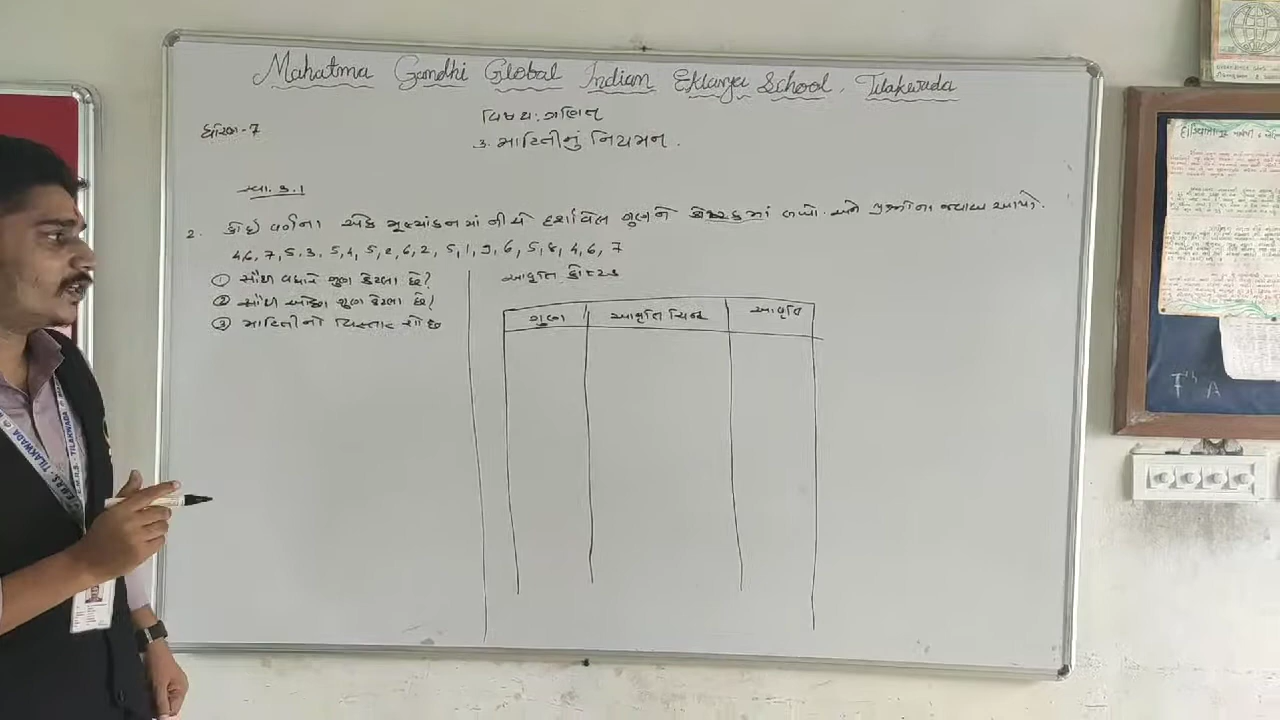 Mahatma Gandhi Global Indian Eklavya School, Tilakwada
વિષય: ગણિત
ધોરણ-7
3. માહિતીનું નિયમન.
સ્વા. 3.1
2. કોઈ વર્ગના એક મૂલ્યાંકનમાં નીચે દર્શાવેલ ગુણને કોષ્ટકમાં લખો. અને પ્રશ્નોના જવાબ આપો.
4, 6, 7, 5, 3, 5, 4, 5, 2, 6, 2, 5, 1, 9, 6, 5, 8, 4, 6, 7
① સૌથી વધારે ગુણ કેટલા છે?
② સૌથી ઓછા ગુણ કેટલા છે?
③ માહિતીનો વિસ્તાર શોધો
આવૃત્તિ કોષ્ટક
ગુણ આવૃત્તિ ચિન્હ આવૃત્તિ
7th A
E.M.R.S. - TILAKWADA